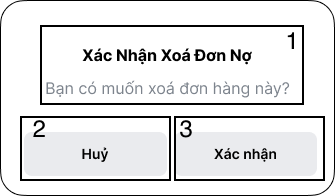 1
Xác Nhận Xoá Đơn Nợ
Bạn có muốn xoá đơn hàng này?
2
Huỷ
3
Xác nhận